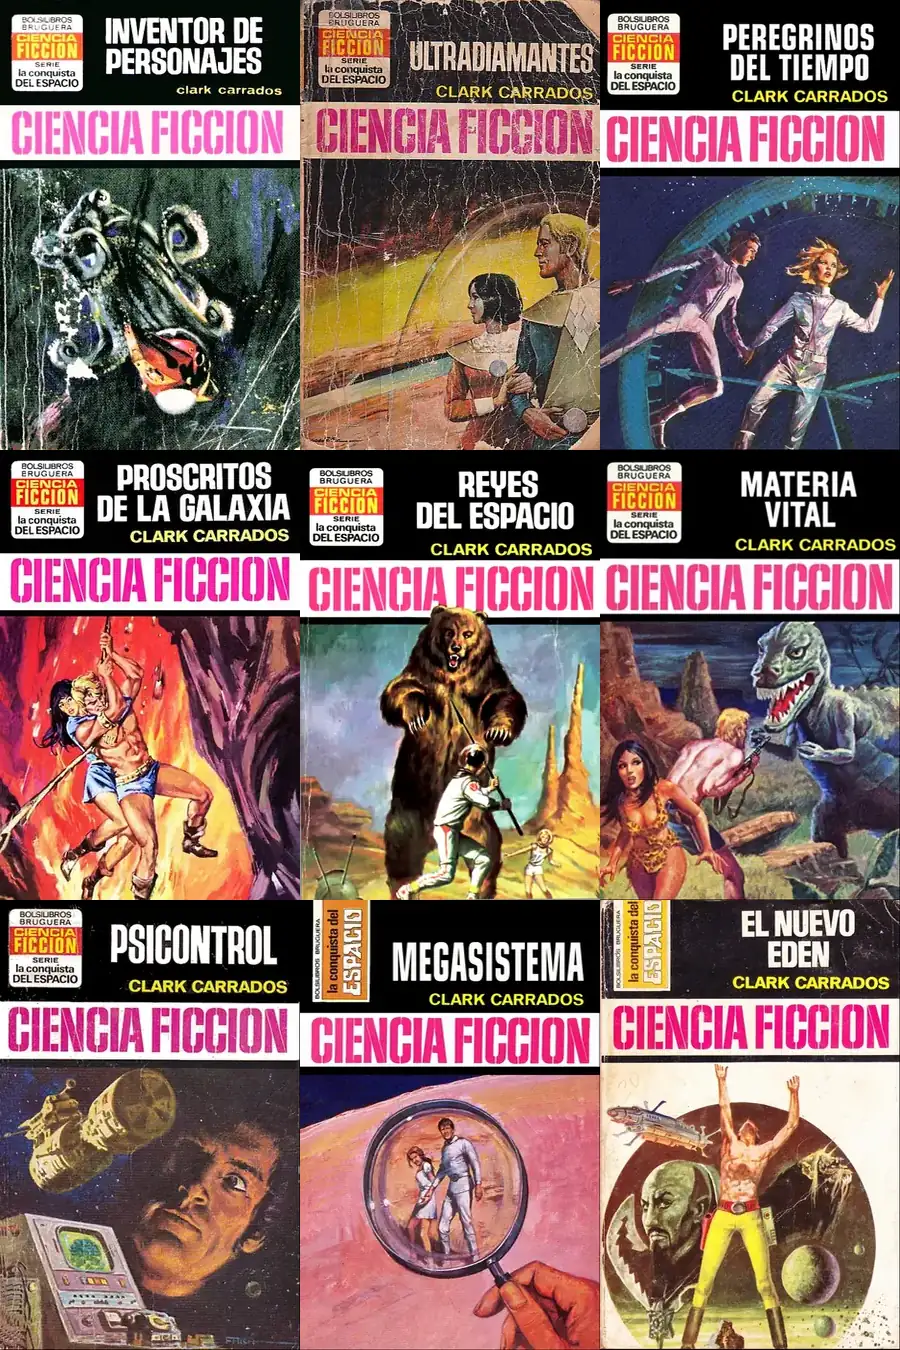 BOLSILIBROS
BRUGUERA
CIENCIA
FICCION
SERIE
la conquista
DEL ESPACIO
INVENTOR DE
PERSONAJES
clark carrados
CIENCIA FICCION
BOLSILIBROS
BRUGUERA
CIENCIA
FICCION
SERIE
la conquista
DEL ESPACIO
ULTRADIAMANTES
CLARK CARRADOS
CIENCIA FICCION
BOLSILIBROS
BRUGUERA
CIENCIA
FICCION
SERIE
la conquista
DEL ESPACIO
PEREGRINOS
DEL TIEMPO
CLARK CARRADOS
CIENCIA FICCION
BOLSILIBROS
BRUGUERA
CIENCIA
FICCION
SERIE
la conquista
DEL ESPACIO
PROSCRITOS
DE LA GALAXIA
CLARK CARRADOS
CIENCIA FICCION
BOLSILIBROS
BRUGUERA
CIENCIA
FICCION
SERIE
la conquista
DEL ESPACIO
REYES
DEL ESPACIO
CLARK CARRADOS
CIENCIA FICCION
BOLSILIBROS
BRUGUERA
CIENCIA
FICCION
SERIE
la conquista
DEL ESPACIO
MATERIA
VITAL
CLARK CARRADOS
CIENCIA FICCION
BOLSILIBROS
BRUGUERA
CIENCIA
FICCION
SERIE
la conquista
DEL ESPACIO
PSICONTROL
CLARK CARRADOS
CIENCIA FICCION
BOLSILIBROS BRUGUERA
la conquista del
ESPACIO
MEGASISTEMA
CLARK CARRADOS
CIENCIA FICCION
BOLSILIBROS BRUGUERA
la conquista del
ESPACIO
EL NUEVO
EDEN
CLARK CARRADOS
CIENCIA FICCION